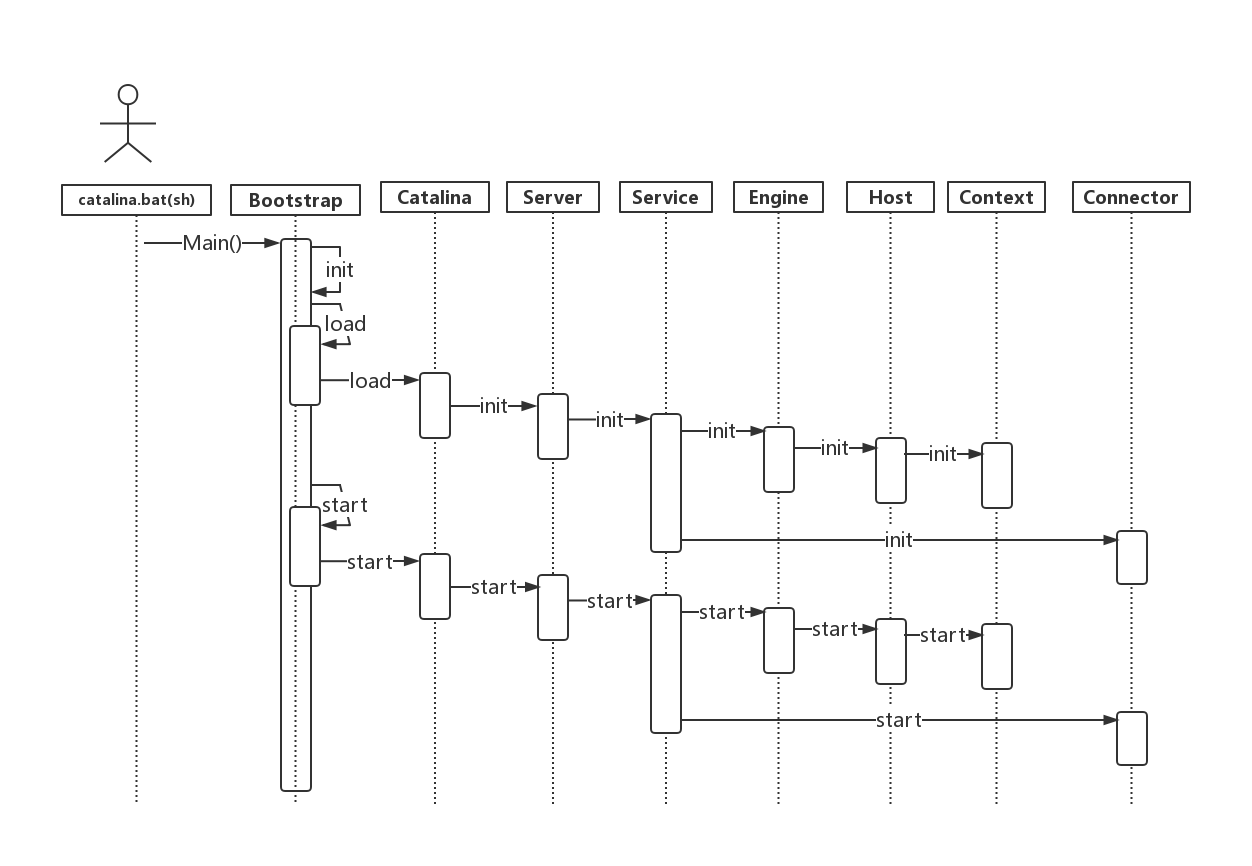 catalina.bat(sh)
Bootstrap
Catalina
Server
Service
Engine
Host
Context
Connector
Main()
init
load
load
init
init
init
init
init
init
start
start
start
start
start
start
start
start